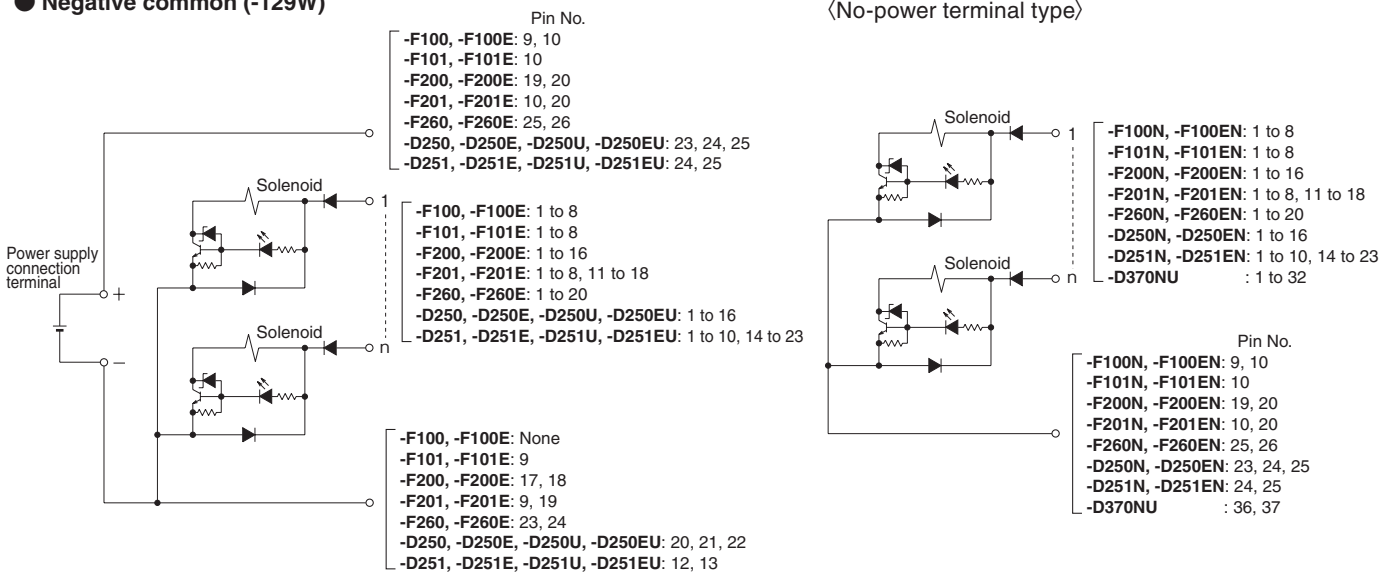 ● Negative common (-129W)
Pin No.
-F100, -F100E: 9, 10
-F101, -F101E: 10
-F200, -F200E: 19, 20
-F201, -F201E: 10, 20
-F260, -F260E: 25, 26
-D250, -D250E, -D250U, -D250EU: 23, 24, 25
-D251, -D251E, -D251U, -D251EU: 24, 25
Solenoid
1
-F100, -F100E: 1 to 8
-F101, -F101E: 1 to 8
-F200, -F200E: 1 to 16
-F201, -F201E: 1 to 8, 11 to 18
-F260, -F260E: 1 to 20
-D250, -D250E, -D250U, -D250EU: 1 to 16
-D251, -D251E, -D251U, -D251EU: 1 to 10, 14 to 23
Power supply
connection
terminal
+
−
Solenoid
n
-F100, -F100E: None
-F101, -F101E: 9
-F200, -F200E: 17, 18
-F201, -F201E: 9, 19
-F260, -F260E: 23, 24
-D250, -D250E, -D250U, -D250EU: 20, 21, 22
-D251, -D251E, -D251U, -D251EU: 12, 13
〈No-power terminal type〉
Solenoid
1
-F100N, -F100EN: 1 to 8
-F101N, -F101EN: 1 to 8
-F200N, -F200EN: 1 to 16
-F201N, -F201EN: 1 to 8, 11 to 18
-F260N, -F260EN: 1 to 20
-D250N, -D250EN: 1 to 16
-D251N, -D251EN: 1 to 10, 14 to 23
-D370NU : 1 to 32
Solenoid
n
Pin No.
-F100N, -F100EN: 9, 10
-F101N, -F101EN: 10
-F200N, -F200EN: 19, 20
-F201N, -F201EN: 10, 20
-F260N, -F260EN: 25, 26
-D250N, -D250EN: 23, 24, 25
-D251N, -D251EN: 24, 25
-D370NU : 36, 37